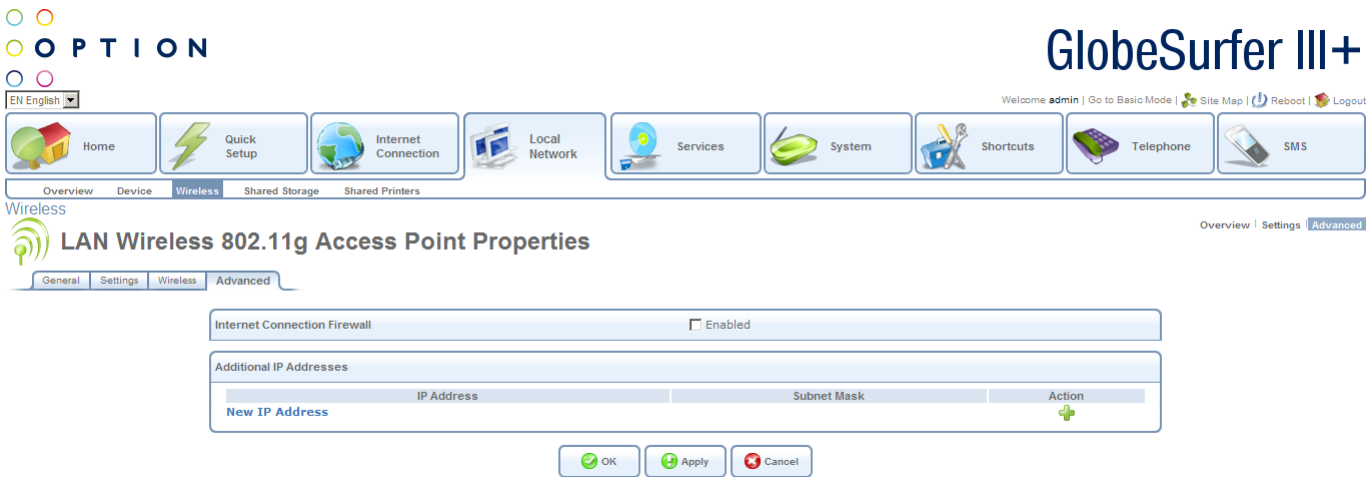 OPTION
GlobeSurfer III+
EN English
Welcome admin | Go to Basic Mode | Site Map | Reboot | Logout
Home
Quick Setup
Internet Connection
Local Network
Services
System
Shortcuts
Telephone
SMS
Overview Device Wireless Shared Storage Shared Printers
Wireless
Overview | Settings | Advanced
LAN Wireless 802.11g Access Point Properties
General Settings Wireless Advanced
Internet Connection Firewall Enabled
Additional IP Addresses
IP Address Subnet Mask Action
New IP Address
OK Apply Cancel